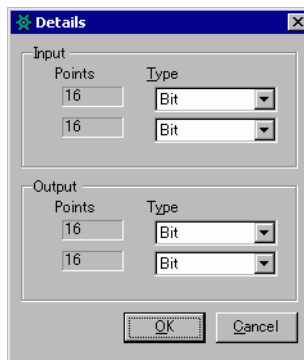 Details
Input
Points Type
16 Bit
16 Bit
Output
Points Type
16 Bit
16 Bit
OK Cancel